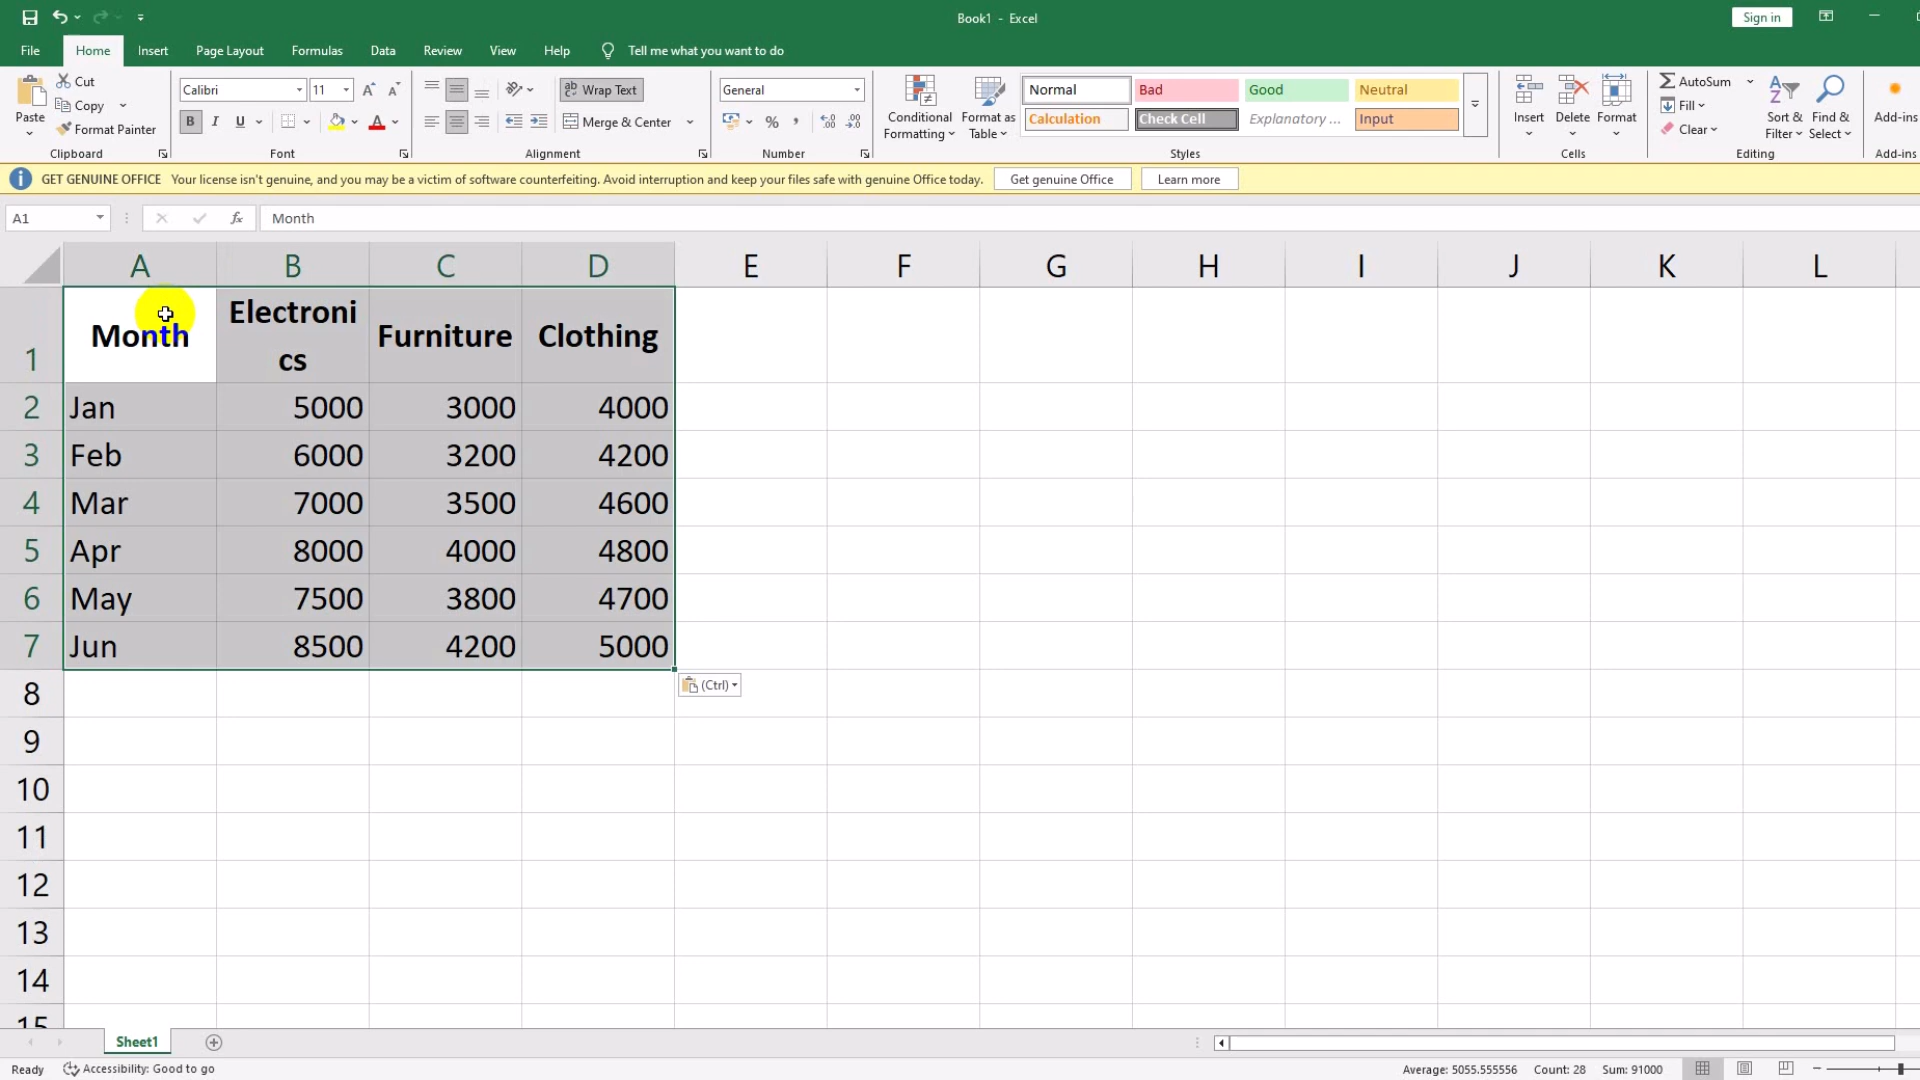 Book1 - Excel
Sign in
File Home Insert Page Layout Formulas Data Review View Help Tell me what you want to do
Paste
Cut
Copy
Format Painter
Clipboard
Calibri 11
B I U
Font
Wrap Text
Merge & Center
Alignment
General
Number
Conditional Formatting
Format as Table
Normal Bad Good Neutral
Calculation Check Cell Explanatory ... Input
Styles
Insert Delete Format
Cells
AutoSum
Fill
Clear
Sort & Filter
Find & Select
Editing
Add-ins
Add-ins
GET GENUINE OFFICE Your license isn't genuine, and you may be a victim of software counterfeiting. Avoid interruption and keep your files safe with genuine Office today. Get genuine Office Learn more
A1 fx Month
A B C D E F G H I J K L
1 Month Electroni
cs Furniture Clothing
2 Jan 5000 3000 4000
3 Feb 6000 3200 4200
4 Mar 7000 3500 4600
5 Apr 8000 4000 4800
6 May 7500 3800 4700
7 Jun 8500 4200 5000
(Ctrl)
8
9
10
11
12
13
14
15
Sheet1
Ready Accessibility: Good to go Average: 5055.555556 Count: 28 Sum: 91000